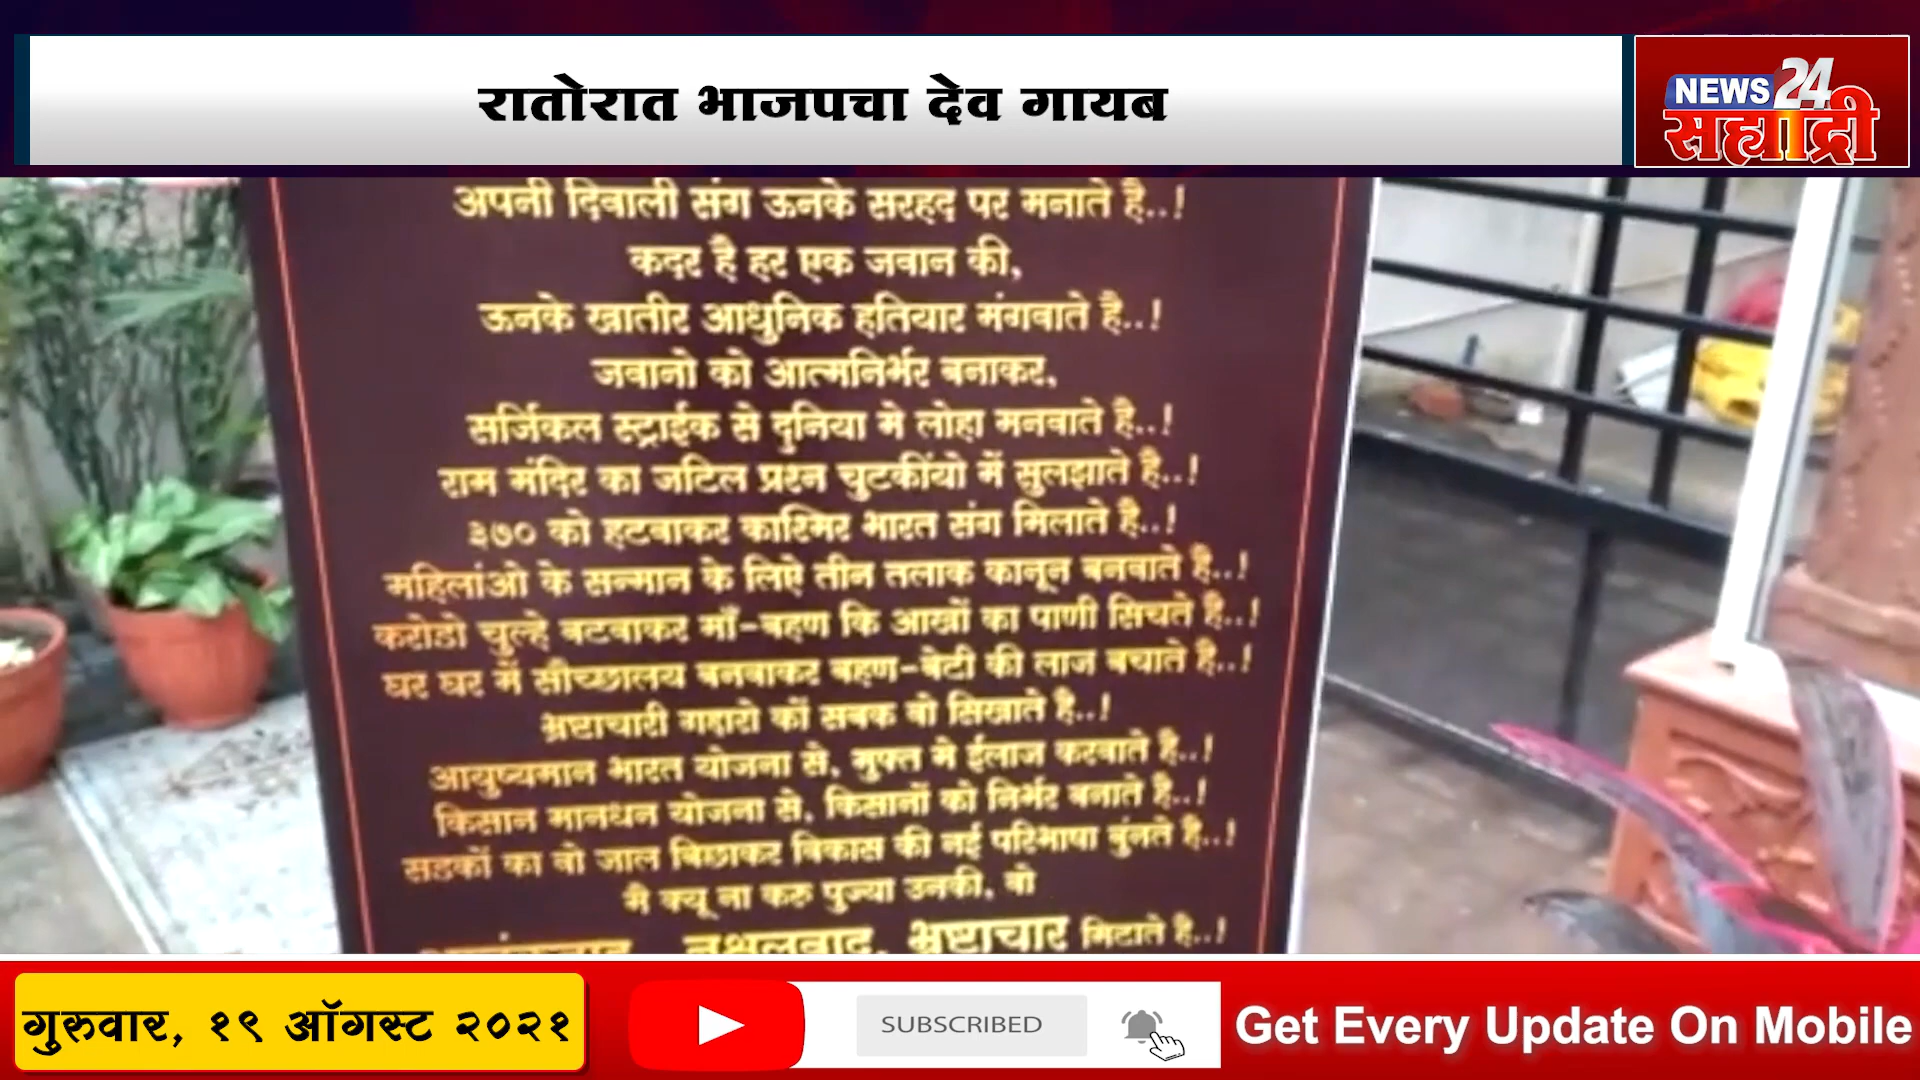 रातोरात भाजपचा देव गायब
NEWS 24
सह्याद्री
अपनी दिवाली संग ऊनके सरहद पर मनाते है..!
कदर है हर एक जवान की,
ऊनके खातीर आधुनिक हतियार मंगवाते है..!
जवानो को आत्मनिर्भर बनाकर,
सर्जिकल स्ट्राईक से दुनिया मे लोहा मनवाते है..!
राम मंदिर का जटिल प्रश्न चुटकींयो में सुलझाते है..!
३७० को हटवाकर काश्मिर भारत संग मिलाते है..!
महिलांओ के सन्मान के लिऐ तीन तलाक कानून बनवाते है..!
करोडो चुल्हे बटवाकर माँ-बहण कि आखों का पाणी सिचते है..!
घर घर में सौच्छालय बनवाकर बहण-बेटी की लाज बचाते है..!
भ्रष्टाचारी गद्दारो कों सबक वो सिखाते है..!
आयुष्यमान भारत योजना से, मुफ्त मे ईलाज करवाते है..!
किसान मानधन योजना से, किसानों को निर्भर बनाते है..!
सडकों का वो जाल बिछाकर विकास की नई परिभाषा बुंनते है..!
मै क्यू ना करु पुज्या उनकी, वो
नक्षलवाद, भ्रष्टाचार मिटाते है..!
गुरुवार, १९ ऑगस्ट २०२१
SUBSCRIBED
Get Every Update On Mobile